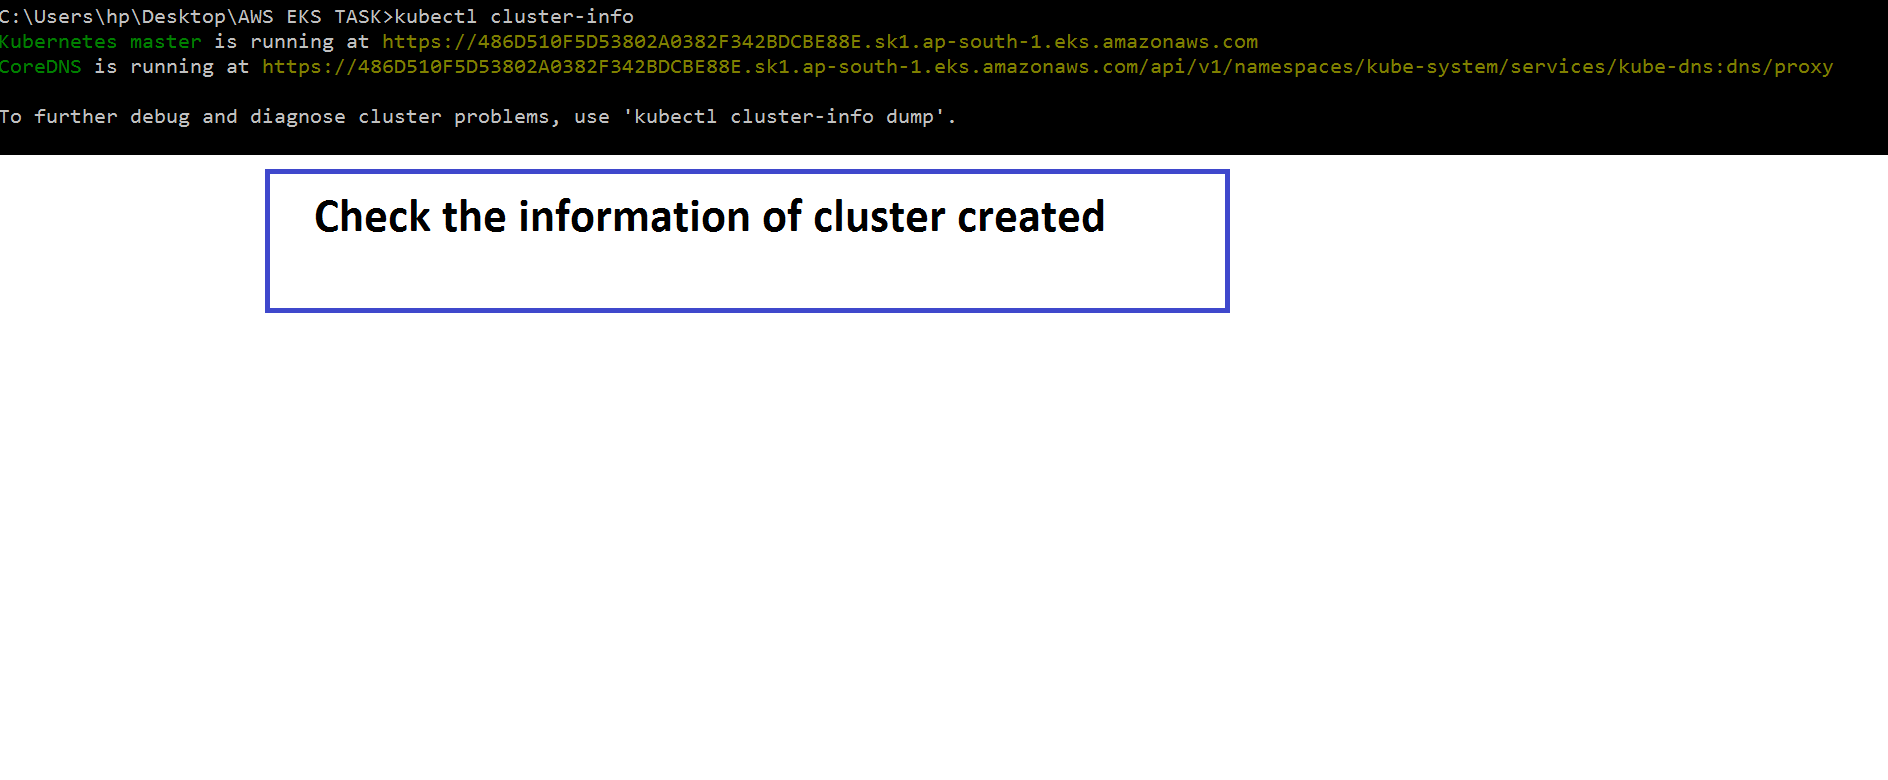 C:\Users\hp\Desktop\AWS EKS TASK>kubectl cluster-info
Kubernetes master is running at https://486D510F5D53802A0382F342BDCBE88E.sk1.ap-south-1.eks.amazonaws.com
CoreDNS is running at https://486D510F5D53802A0382F342BDCBE88E.sk1.ap-south-1.eks.amazonaws.com/api/v1/namespaces/kube-system/services/kube-dns:dns/proxy
To further debug and diagnose cluster problems, use 'kubectl cluster-info dump'.
Check the information of cluster created